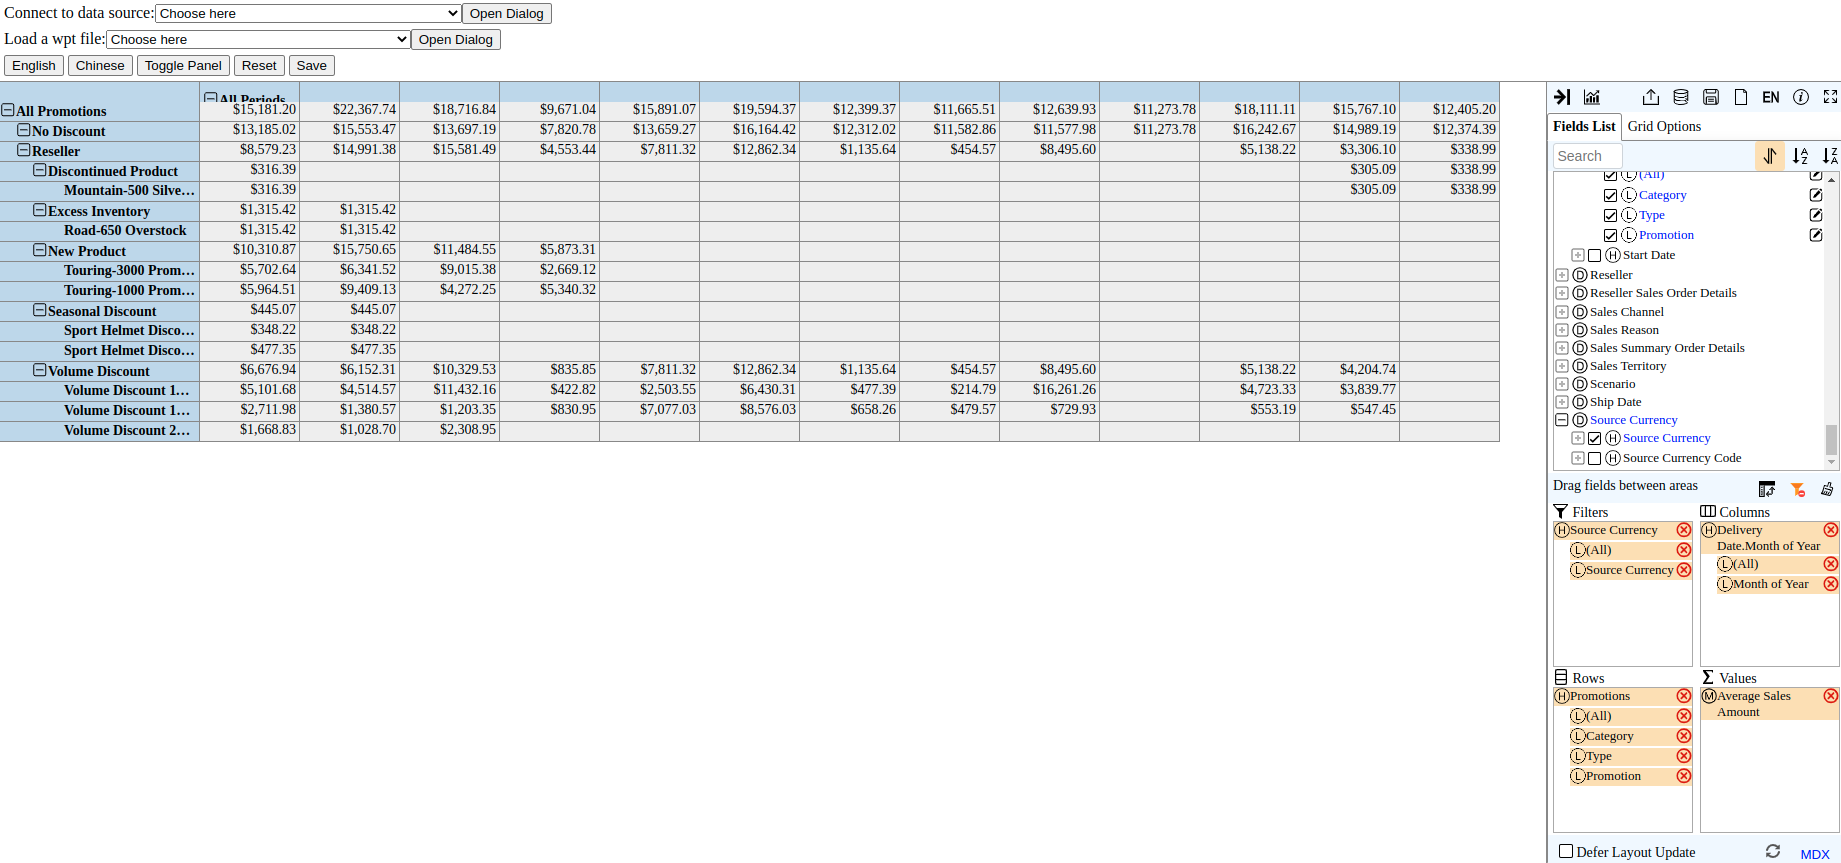 Connect to data source: Choose here Open Dialog
Load a wpt file: Choose here Open Dialog
English Chinese Toggle Panel Reset Save
All Periods
All Promotions $15,181.20 $22,367.74 $18,716.84 $9,671.04 $15,891.07 $19,594.37 $12,399.37 $11,665.51 $12,639.93 $11,273.78 $18,111.11 $15,767.10 $12,405.20
No Discount $13,185.02 $15,553.47 $13,697.19 $7,820.78 $13,659.27 $16,164.42 $12,312.02 $11,582.86 $11,577.98 $11,273.78 $16,242.67 $14,989.19 $12,374.39
Reseller $8,579.23 $14,991.38 $15,581.49 $4,553.44 $7,811.32 $12,862.34 $1,135.64 $454.57 $8,495.60 $5,138.22 $3,306.10 $338.99
Discontinued Product $316.39 $305.09 $338.99
Mountain-500 Silve... $316.39 $305.09 $338.99
Excess Inventory $1,315.42 $1,315.42
Road-650 Overstock $1,315.42 $1,315.42
New Product $10,310.87 $15,750.65 $11,484.55 $5,873.31
Touring-3000 Prom... $5,702.64 $6,341.52 $9,015.38 $2,669.12
Touring-1000 Prom... $5,964.51 $9,409.13 $4,272.25 $5,340.32
Seasonal Discount $445.07 $445.07
Sport Helmet Disco... $348.22 $348.22
Sport Helmet Disco... $477.35 $477.35
Volume Discount $6,676.94 $6,152.31 $10,329.53 $835.85 $7,811.32 $12,862.34 $1,135.64 $454.57 $8,495.60 $5,138.22 $4,204.74
Volume Discount 1... $5,101.68 $4,514.57 $11,432.16 $422.82 $2,503.55 $6,430.31 $477.39 $214.79 $16,261.26 $4,723.33 $3,839.77
Volume Discount 1... $2,711.98 $1,380.57 $1,203.35 $830.95 $7,077.03 $8,576.03 $658.26 $479.57 $729.93 $553.19 $547.45
Volume Discount 2... $1,668.83 $1,028.70 $2,308.95
EN
Fields List Grid Options
Search
L (All)
L Category
L Type
L Promotion
H Start Date
D Reseller
D Reseller Sales Order Details
D Sales Channel
D Sales Reason
D Sales Summary Order Details
D Sales Territory
D Scenario
D Ship Date
D Source Currency
H Source Currency
H Source Currency Code
Drag fields between areas
Filters
H Source Currency
L (All)
L Source Currency
Columns
H Delivery
Date.Month of Year
L (All)
L Month of Year
Rows
H Promotions
L (All)
L Category
L Type
L Promotion
Σ Values
M Average Sales
Amount
Defer Layout Update MDX